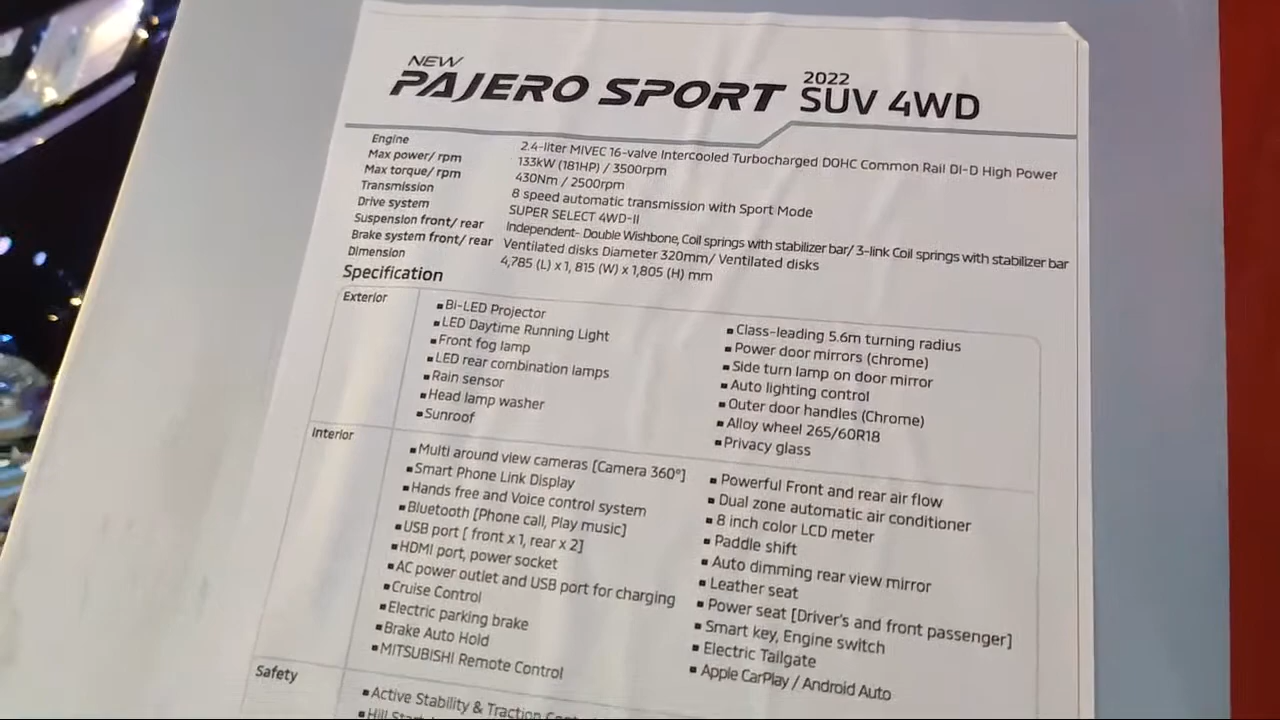 NEW
PAJERO SPORT 2022 SUV 4WD
Engine 2.4-liter MIVEC 16-valve Intercooled Turbocharged DOHC Common Rail DI-D High Power
Max power/ rpm 133kW (181HP) / 3500rpm
Max torque/ rpm 430Nm / 2500rpm
Transmission 8 speed automatic transmission with Sport Mode
Drive system SUPER SELECT 4WD-II
Suspension front/ rear Independent- Double Wishbone, Coil springs with stabilizer bar/ 3-link Coil springs with stabilizer bar
Brake system front/ rear Ventilated disks Diameter 320mm/ Ventilated disks
Dimension 4,785 (L) x 1, 815 (W) x 1,805 (H) mm
Specification
Exterior
▪Bi-LED Projector
▪LED Daytime Running Light
▪Front fog lamp
▪LED rear combination lamps
▪Rain sensor
▪Head lamp washer
▪Sunroof
▪Class-leading 5.6m turning radius
▪Power door mirrors (chrome)
▪Side turn lamp on door mirror
▪Auto lighting control
▪Outer door handles (Chrome)
▪Alloy wheel 265/60R18
▪Privacy glass
Interior
▪Multi around view cameras [Camera 360°]
▪Smart Phone Link Display
▪Hands free and Voice control system
▪Bluetooth [Phone call, Play music]
▪USB port [ front x 1, rear x 2]
▪HDMI port, power socket
▪AC power outlet and USB port for charging
▪Cruise Control
▪Electric parking brake
▪Brake Auto Hold
▪MITSUBISHI Remote Control
▪Powerful Front and rear air flow
▪Dual zone automatic air conditioner
▪8 inch color LCD meter
▪Paddle shift
▪Auto dimming rear view mirror
▪Leather seat
▪Power seat [Driver's and front passenger]
▪Smart key, Engine switch
▪Electric Tailgate
▪Apple CarPlay / Android Auto
Safety
▪Active Stability & Traction
▪Hill